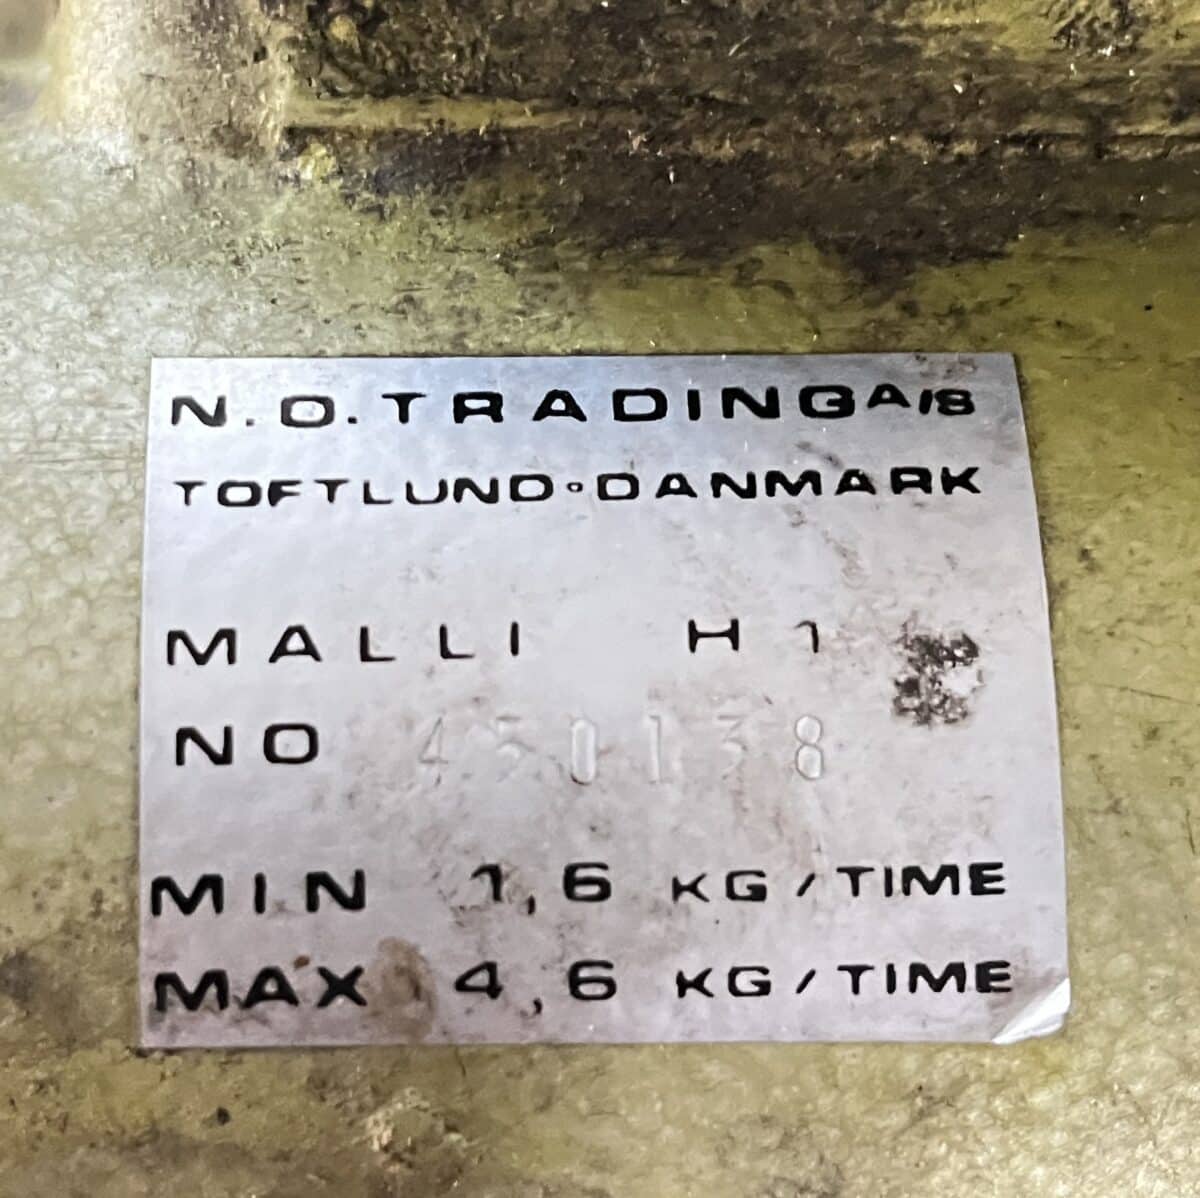 N.O. TRADING A/S
TOFTLUND ∘ DANMARK
MALLI H1
NO 450138
MIN 1,6 KG/TIME
MAX 4,6 KG/TIME